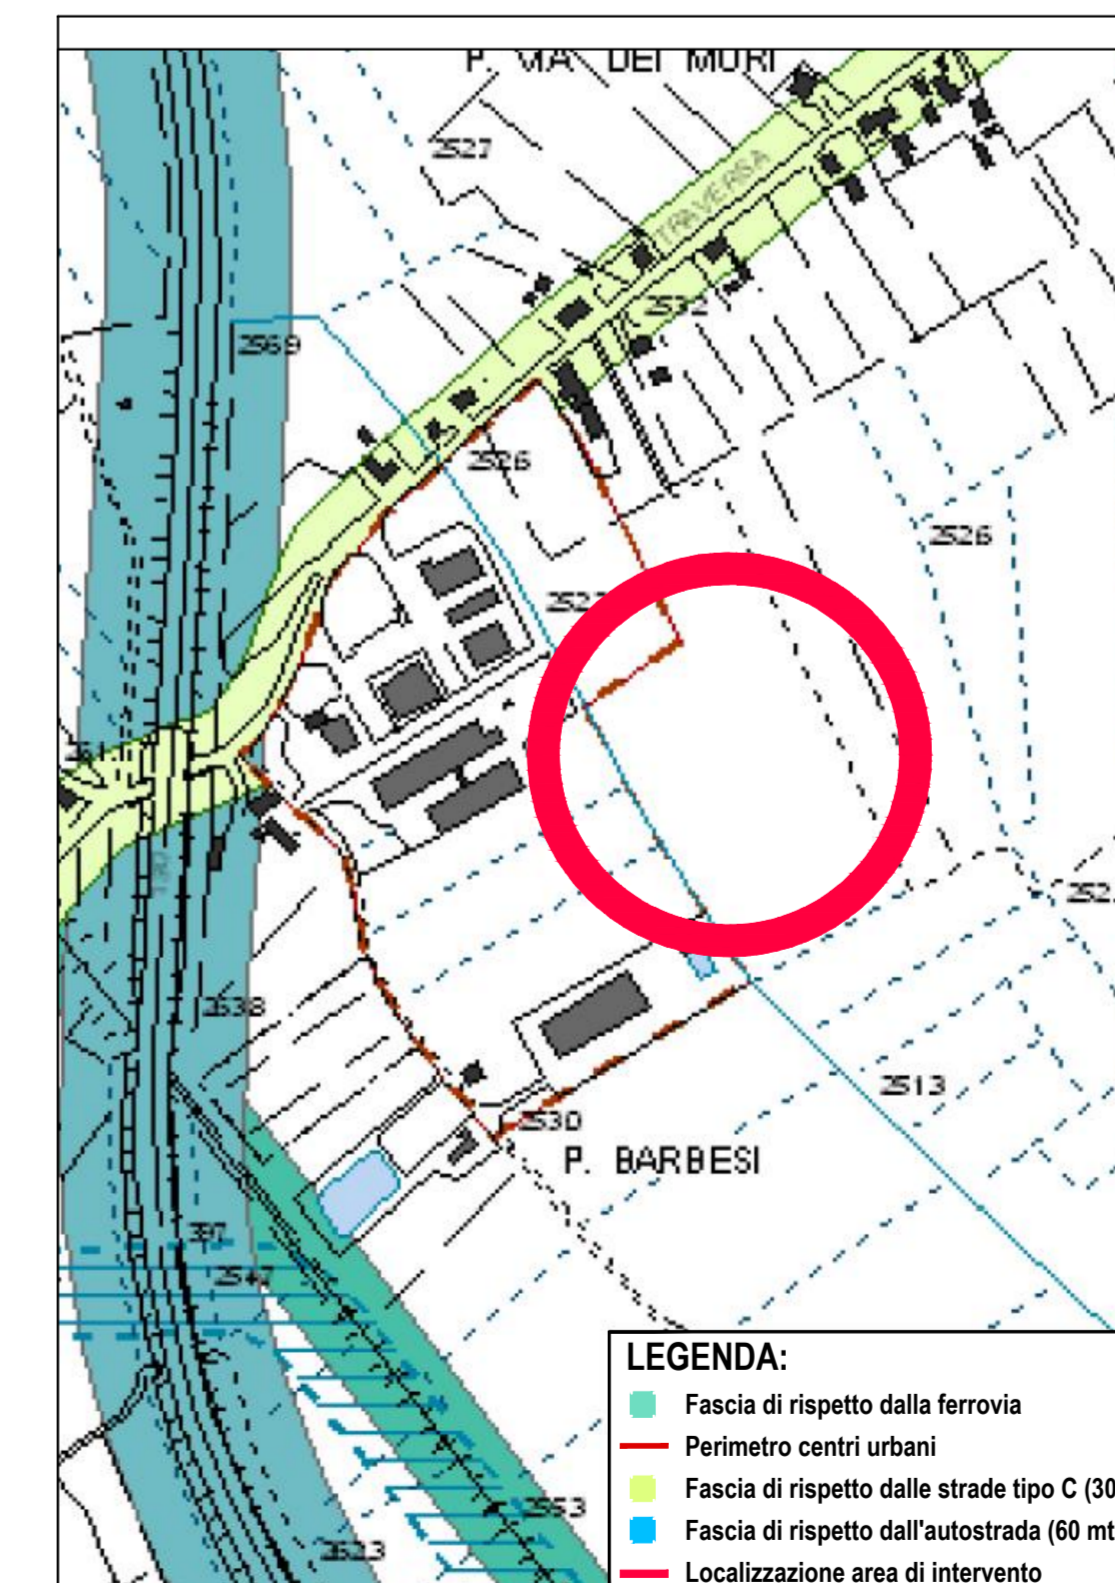 P. VIA DEI MURI
2527
TRAVERSA
2532
2569
2526
2526
2513
2538
2530
P. BARBESI
397
2547
2553
2523
LEGENDA:
Fascia di rispetto dalla ferrovia
Perimetro centri urbani
Fascia di rispetto dalle strade tipo C (30
Fascia di rispetto dall'autostrada (60 mt
Localizzazione area di intervento